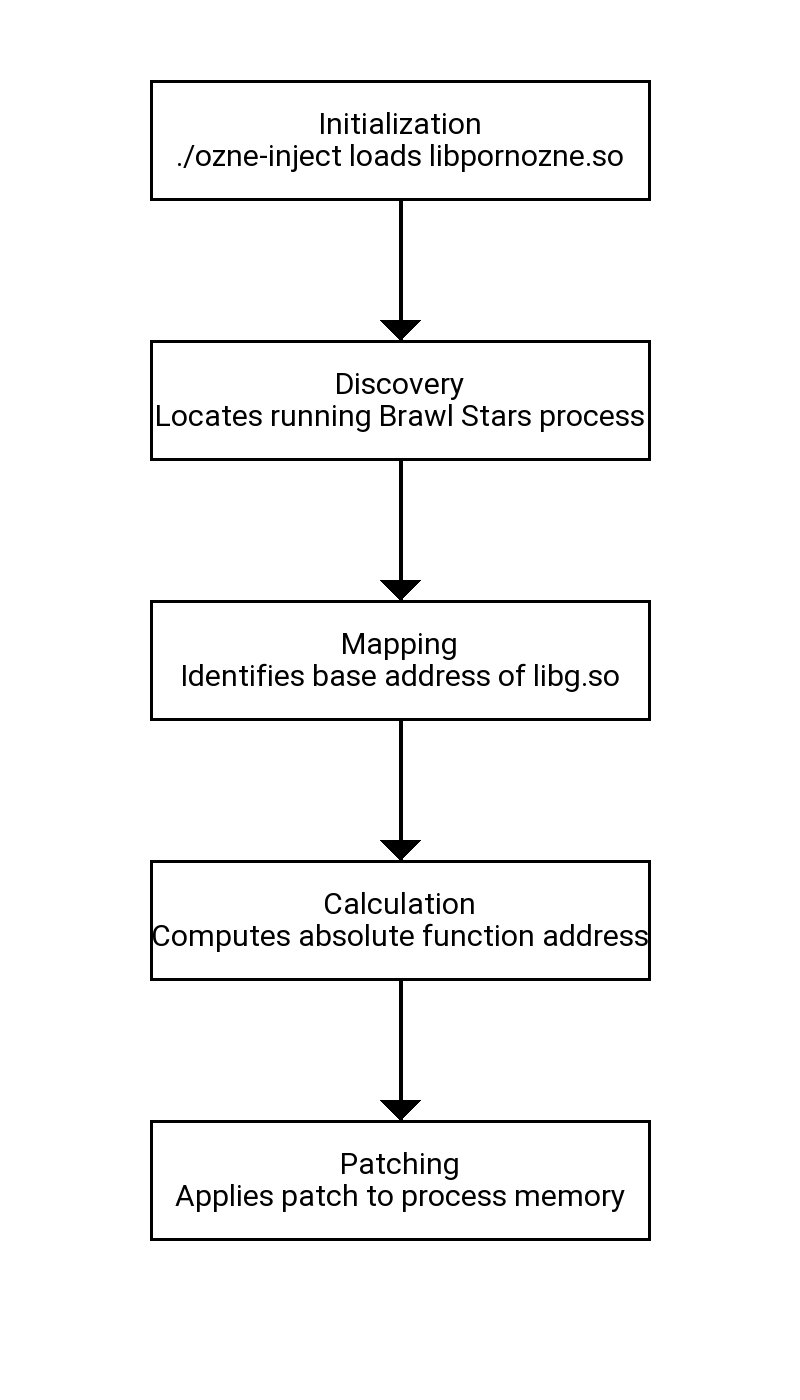 Initialization
./ozne-inject loads libpornozne.so
Discovery
Locates running Brawl Stars process
Mapping
Identifies base address of libg.so
Calculation
Computes absolute function address
Patching
Applies patch to process memory